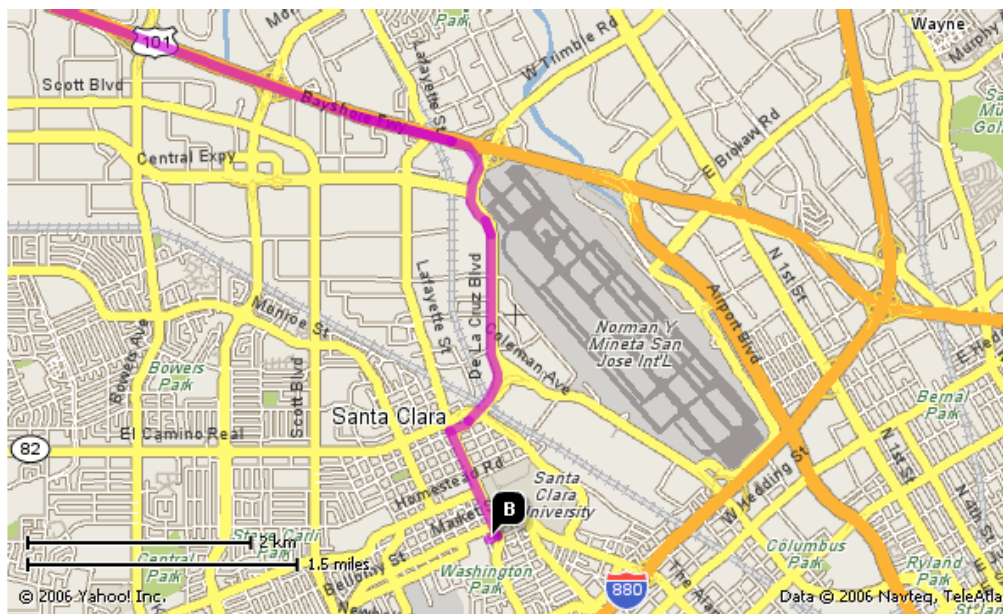 101
Scott Blvd
Bayshore Fwy
Lafayette St
W Trimble Rd
Wayne
Murphy
Park
E Brokaw Rd
Central Expy
N 1st St
Monroe St
Lafayette St
De La Cruz Blvd
Coleman Ave
Airport Blvd
Norman Y
Mineta San
Jose Int'L
Bowers Ave
Bowers
Park
Scott Blvd
Bernal
Park
Santa Clara
El Camino Real
82
Homestead Rd
Market
Santa
Clara
University
W Hedding St
N 1st St
N 4th St
B
2 km
1.5 miles
Central
Park
Park
Bellomy St
Washington
Park
880
The
Columbus
Park
Ryland
Park
© 2006 Yahoo! Inc.
Data © 2006 Navteq, TeleAtla